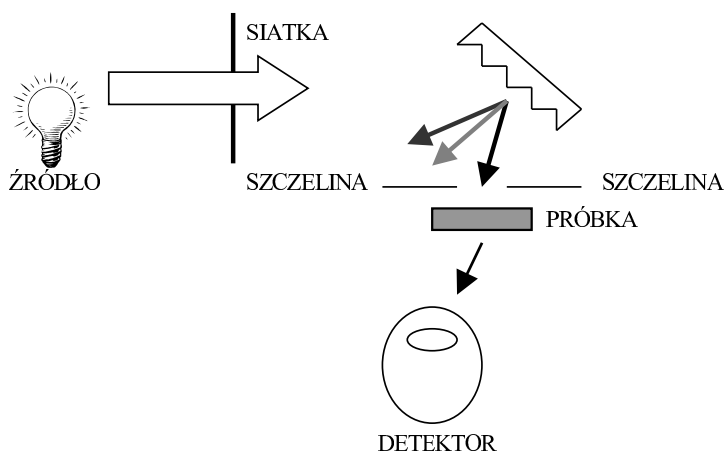 SIATKA
ŹRÓDŁO
SZCZELINA
SZCZELINA
PRÓBKA
DETEKTOR